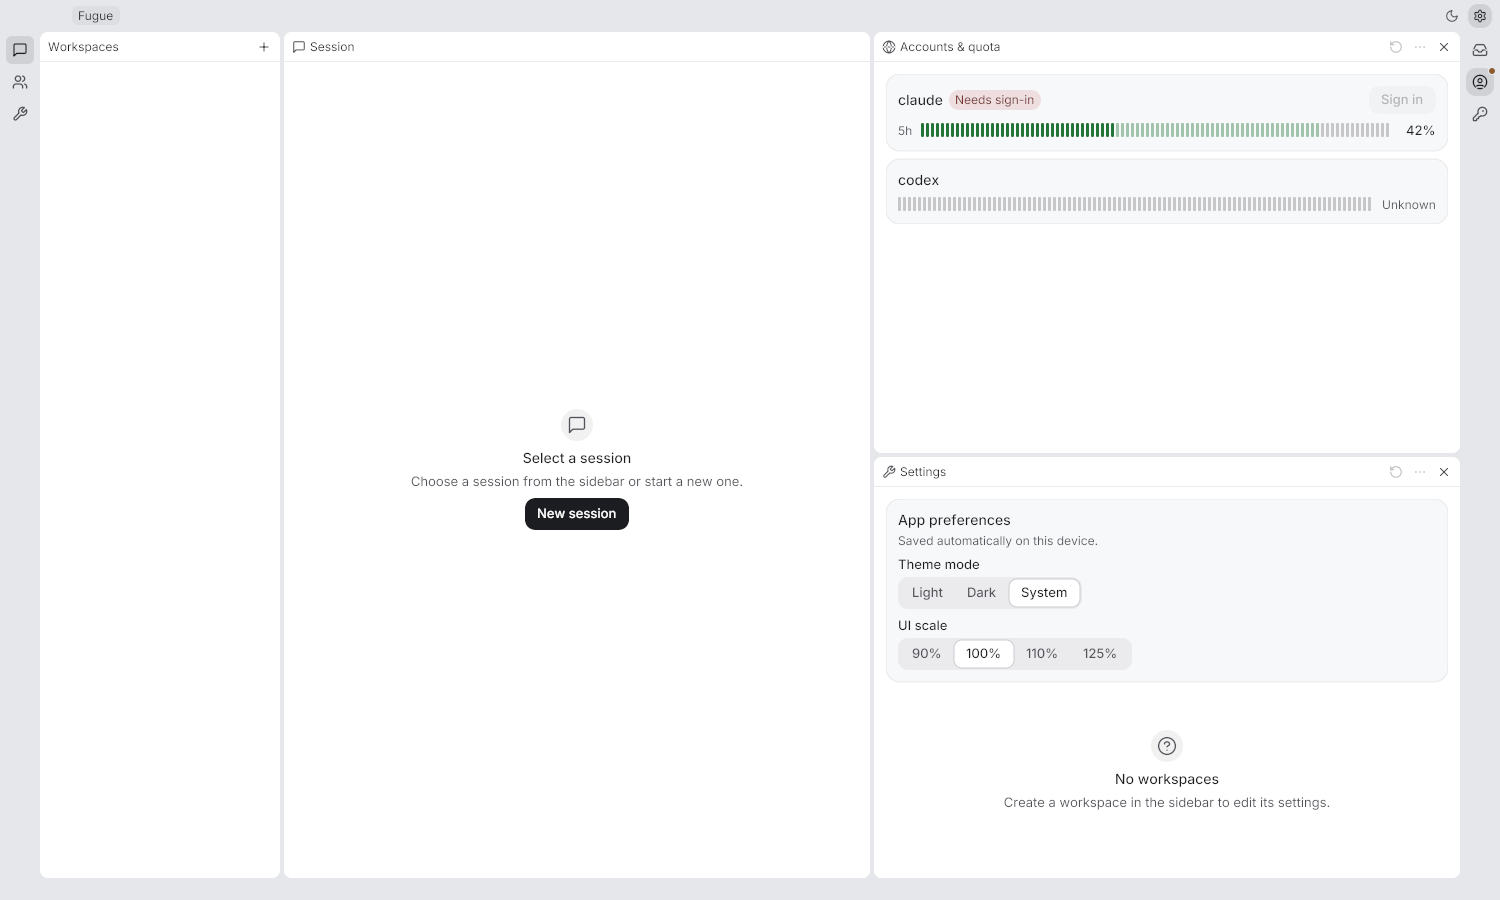 Fugue
Workspaces
Session
Select a session
Choose a session from the sidebar or start a new one.
New session
Accounts & quota
claude Needs sign-in Sign in
5h 42%
codex
Unknown
Settings
App preferences
Saved automatically on this device.
Theme mode
Light Dark System
UI scale
90% 100% 110% 125%
No workspaces
Create a workspace in the sidebar to edit its settings.